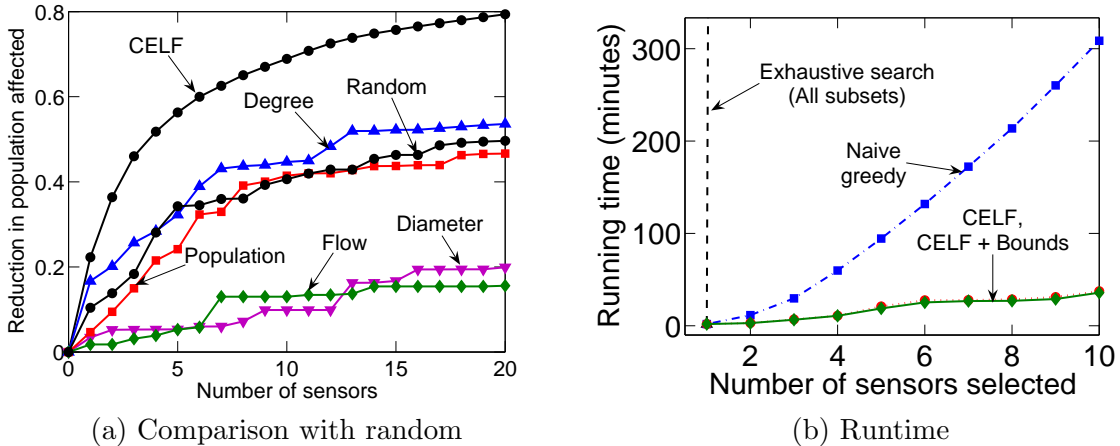 0.8
0.6
0.4
0.2
0
Reduction in population affected
CELF
Degree
Random
Population
Flow
Diameter
0
5
10
15
20
Number of sensors
(a) Comparison with random
300
200
100
0
Running time (minutes)
Exhaustive search
(All subsets)
Naive
greedy
CELF,
CELF + Bounds
2
4
6
8
10
Number of sensors selected
(b) Runtime